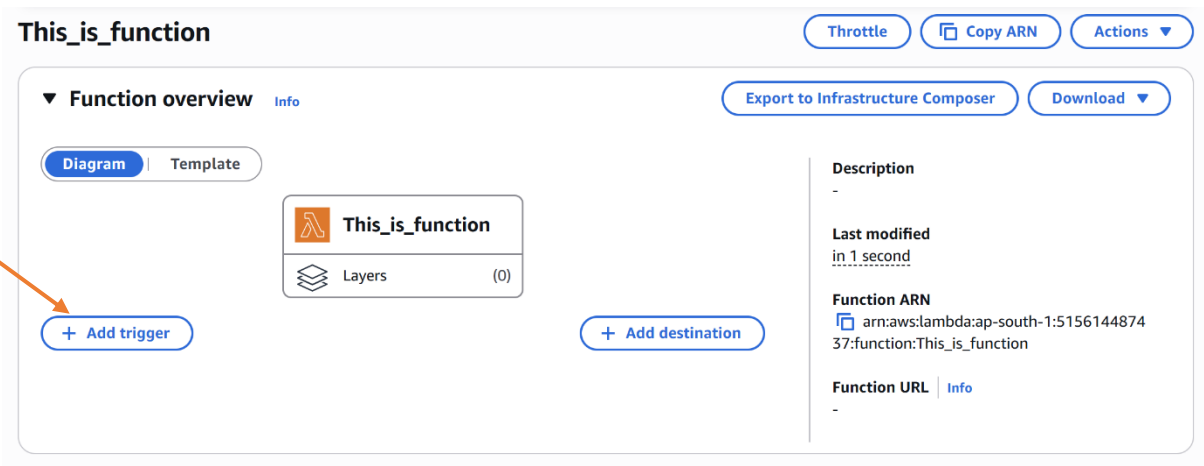 This_is_function
Throttle
Copy ARN
Actions
Function overview
Info
Export to Infrastructure Composer
Download
Diagram
Template
This_is_function
Layers
(0)
+ Add trigger
+ Add destination
Description
-
Last modified
in 1 second
Function ARN
arn:aws:lambda:ap-south-1:5156144874
37:function:This_is_function
Function URL
Info
-